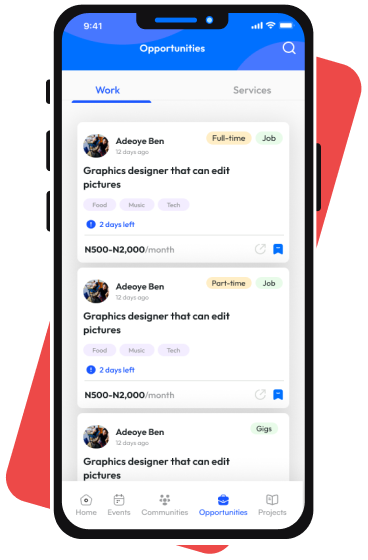 9:41
Opportunities
Work Services
Adeoye Ben Full-time Job
12 days ago
Graphics designer that can edit
pictures
Food Music Tech
2 days left
N500-N2,000/month
Adeoye Ben Part-time Job
12 days ago
Graphics designer that can edit
pictures
Food Music Tech
2 days left
N500-N2,000/month
Adeoye Ben Gigs
12 days ago
Graphics designer that can edit
pictures
Home Events Communities Opportunities Projects